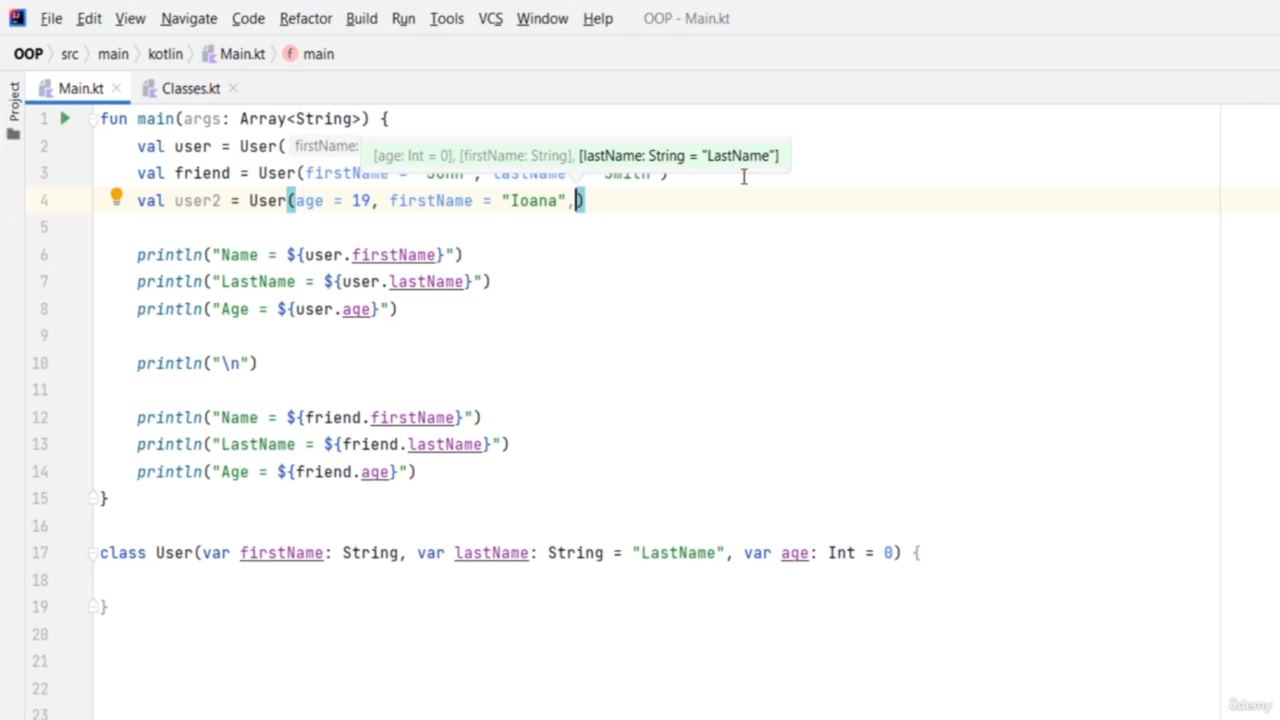 File Edit View Navigate Code Refactor Build Run Tools VCS Window Help OOP - Main.kt
OOP src main kotlin Main.kt main
Project
Main.kt Classes.kt
1 fun main(args: Array<String>) {
2 val user = User( firstName:
[age: Int = 0], [firstName: String], [lastName: String = "LastName"]
3 val friend = User(firstName = "John", lastName = "Smith")
4 val user2 = User(age = 19, firstName = "Ioana",)
5
6 println("Name = ${user.firstName}")
7 println("LastName = ${user.lastName}")
8 println("Age = ${user.age}")
9
10 println("\n")
11
12 println("Name = ${friend.firstName}")
13 println("LastName = ${friend.lastName}")
14 println("Age = ${friend.age}")
15 }
16
17 class User(var firstName: String, var lastName: String = "LastName", var age: Int = 0) {
18
19 }
20
21
22
23
ûdemy